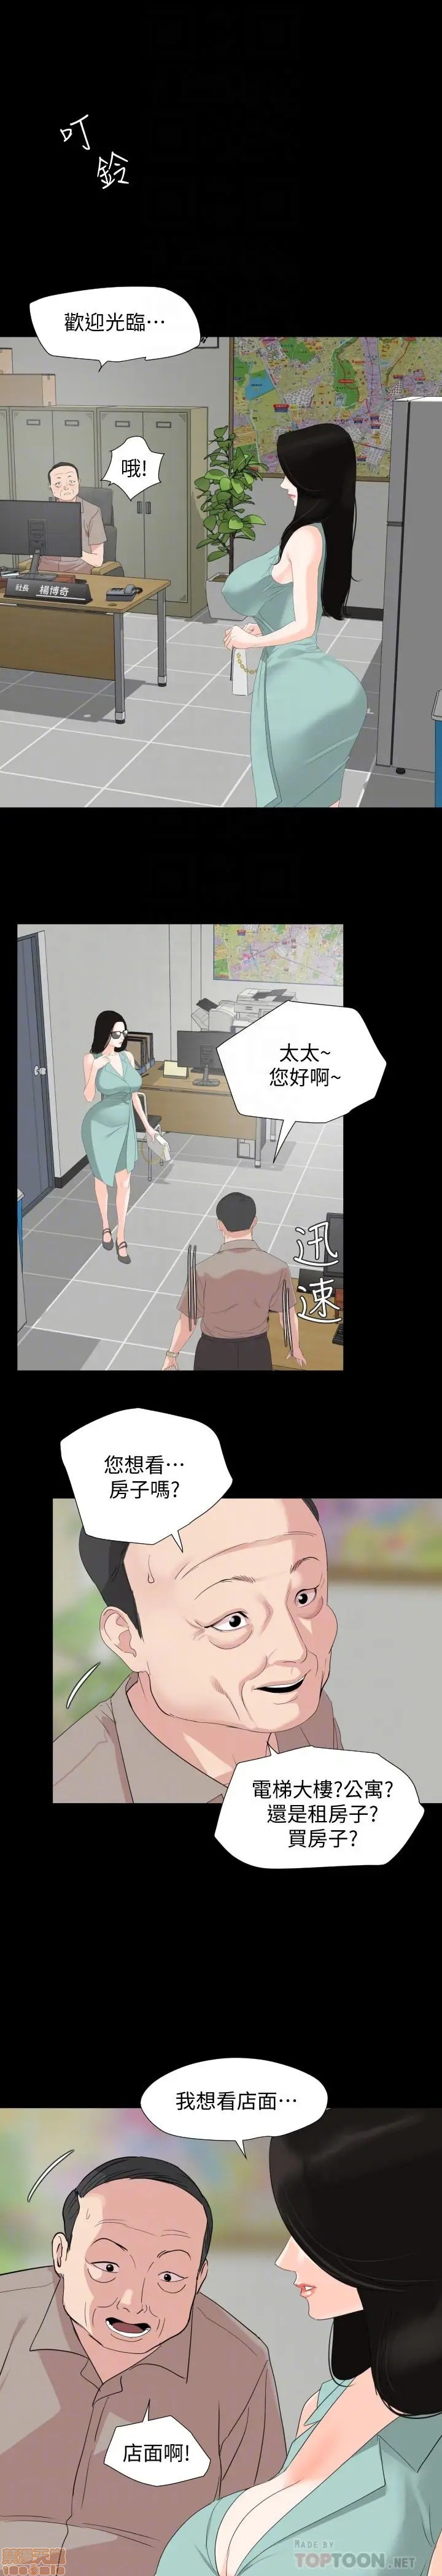 叮
鈴
歡迎光臨…
哦!
社長 楊博奇
太太~
您好啊~
迅
速
您想看…
房子嗎?
電梯大樓?公寓?
還是租房子?
買房子?
我想看店面…
店面啊!
MADE BY
TOPTOON.NET